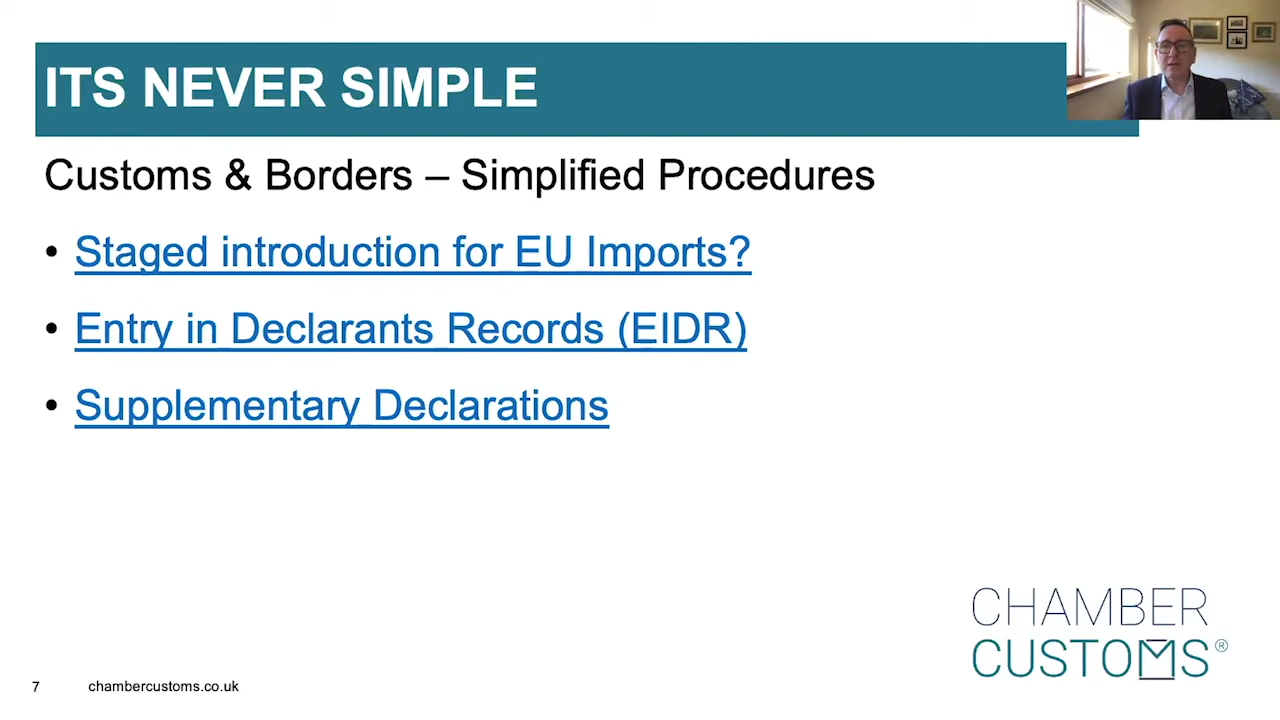 ITS NEVER SIMPLE
Customs & Borders – Simplified Procedures
• Staged introduction for EU Imports?
• Entry in Declarants Records (EIDR)
• Supplementary Declarations
CHAMBER
CUSTOMS®
7 chambercustoms.co.uk